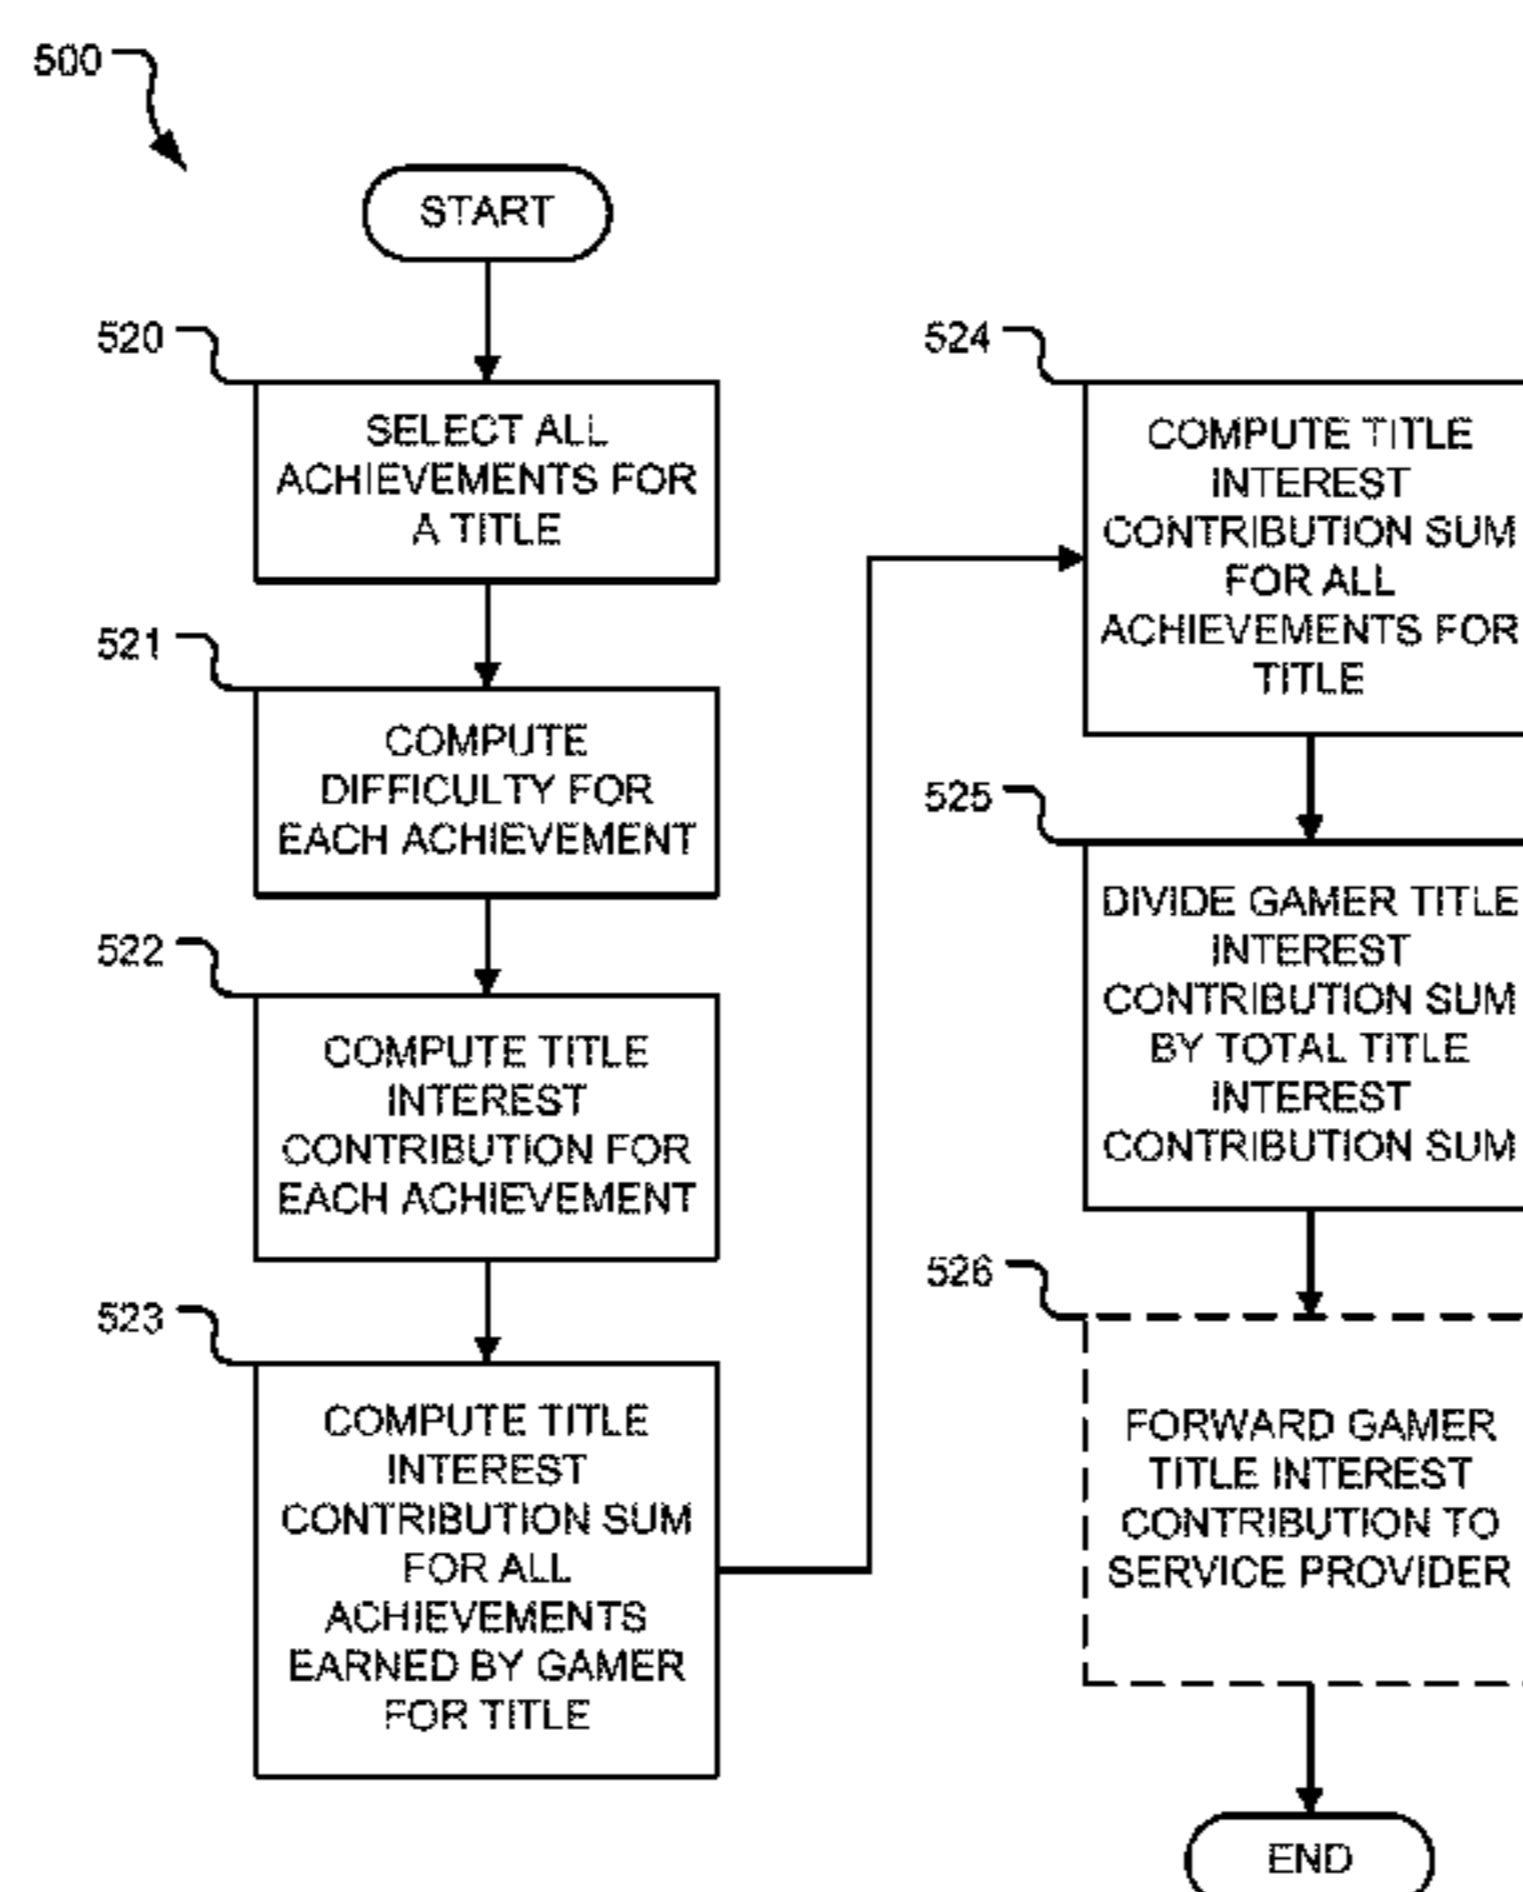 500
START
520
SELECT ALL
ACHIEVEMENTS FOR
A TITLE
521
COMPUTE
DIFFICULTY FOR
EACH ACHIEVEMENT
522
COMPUTE TITLE
INTEREST
CONTRIBUTION FOR
EACH ACHIEVEMENT
523
COMPUTE TITLE
INTEREST
CONTRIBUTION SUM
FOR ALL
ACHIEVEMENTS
EARNED BY GAMER
FOR TITLE
524
COMPUTE TITLE
INTEREST
CONTRIBUTION SUM
FOR ALL
ACHIEVEMENTS FOR
TITLE
525
DIVIDE GAMER TITLE
INTEREST
CONTRIBUTION SUM
BY TOTAL TITLE
INTEREST
CONTRIBUTION SUM
526
FORWARD GAMER
TITLE INTEREST
CONTRIBUTION TO
SERVICE PROVIDER
END